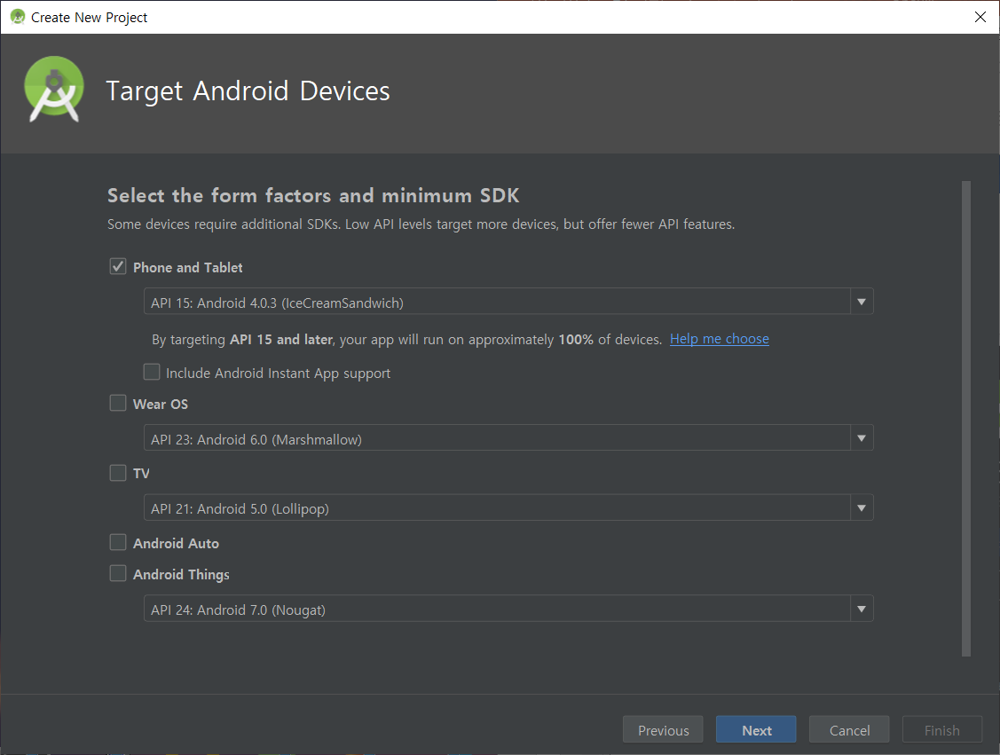 Create New Project
Target Android Devices
Select the form factors and minimum SDK
Some devices require additional SDKs. Low API levels target more devices, but offer fewer API features.
Phone and Tablet
API 15: Android 4.0.3 (IceCreamSandwich)
By targeting API 15 and later, your app will run on approximately 100% of devices. Help me choose
Include Android Instant App support
Wear OS
API 23: Android 6.0 (Marshmallow)
TV
API 21: Android 5.0 (Lollipop)
Android Auto
Android Things
API 24: Android 7.0 (Nougat)
Previous Next Cancel Finish